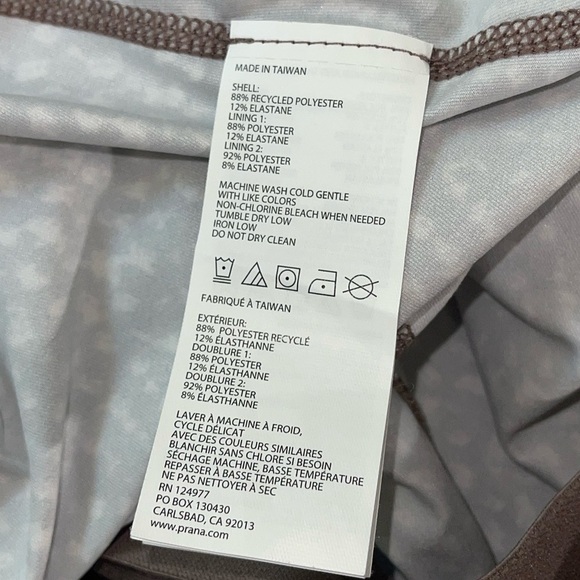 MADE IN TAIWAN
SHELL:
88% RECYCLED POLYESTER
12% ELASTANE
LINING 1:
88% POLYESTER
12% ELASTANE
LINING 2:
92% POLYESTER
8% ELASTANE
MACHINE WASH COLD GENTLE
WITH LIKE COLORS
NON-CHLORINE BLEACH WHEN NEEDED
TUMBLE DRY LOW
IRON LOW
DO NOT DRY CLEAN
FABRIQUÉ À TAIWAN
EXTÉRIEUR:
88% POLYESTER RECYCLÉ
12% ÉLASTHANNE
DOUBLURE 1:
88% POLYESTER
12% ÉLASTHANNE
DOUBLURE 2:
92% POLYESTER
8% ÉLASTHANNE
LAVER À MACHINE À FROID,
CYCLE DÉLICAT
AVEC DES COULEURS SIMILAIRES
BLANCHIR SANS CHLORE SI BESOIN
SÉCHAGE MACHINE, BASSE TEMPÉRATURE
REPASSER À BASSE TEMPÉRATURE
NE PAS NETTOYER À SEC
RN 124977
PO BOX 130430
CARLSBAD, CA 92013
www.prana.com